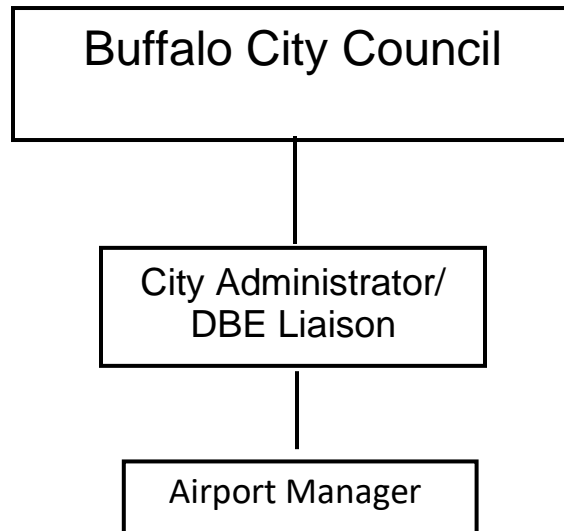 Buffalo City Council
City Administrator/
DBE Liaison
Airport Manager